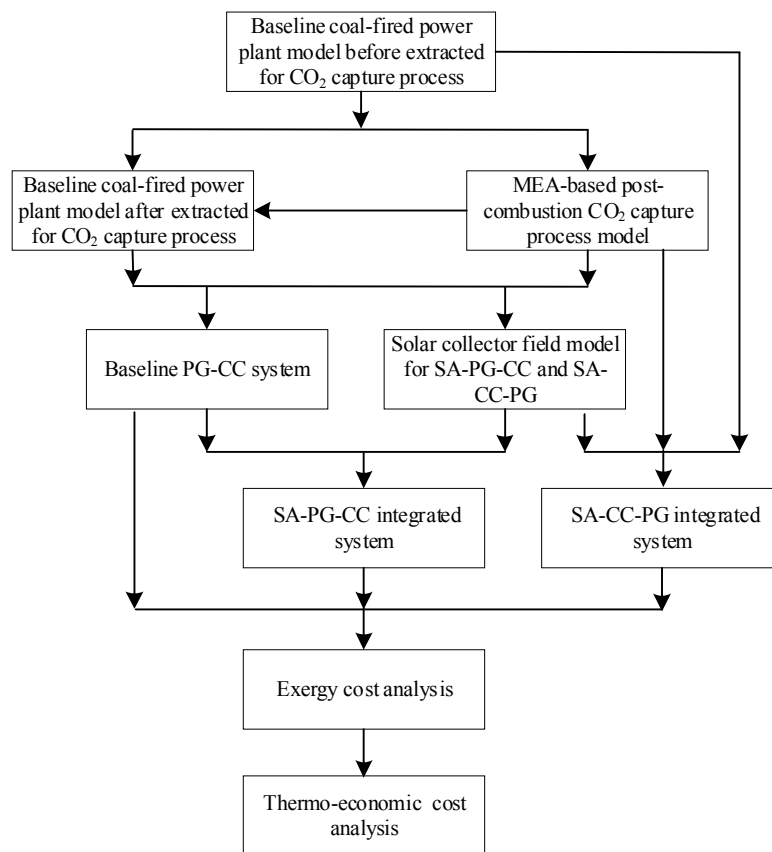 Baseline coal-fired power
plant model before extracted
for CO₂ capture process
Baseline coal-fired power
plant model after extracted
for CO₂ capture process
MEA-based post-
combustion CO₂ capture
process model
Baseline PG-CC system
Solar collector field model
for SA-PG-CC and SA-
CC-PG
SA-PG-CC integrated
system
SA-CC-PG integrated
system
Exergy cost analysis
Thermo-economic cost
analysis